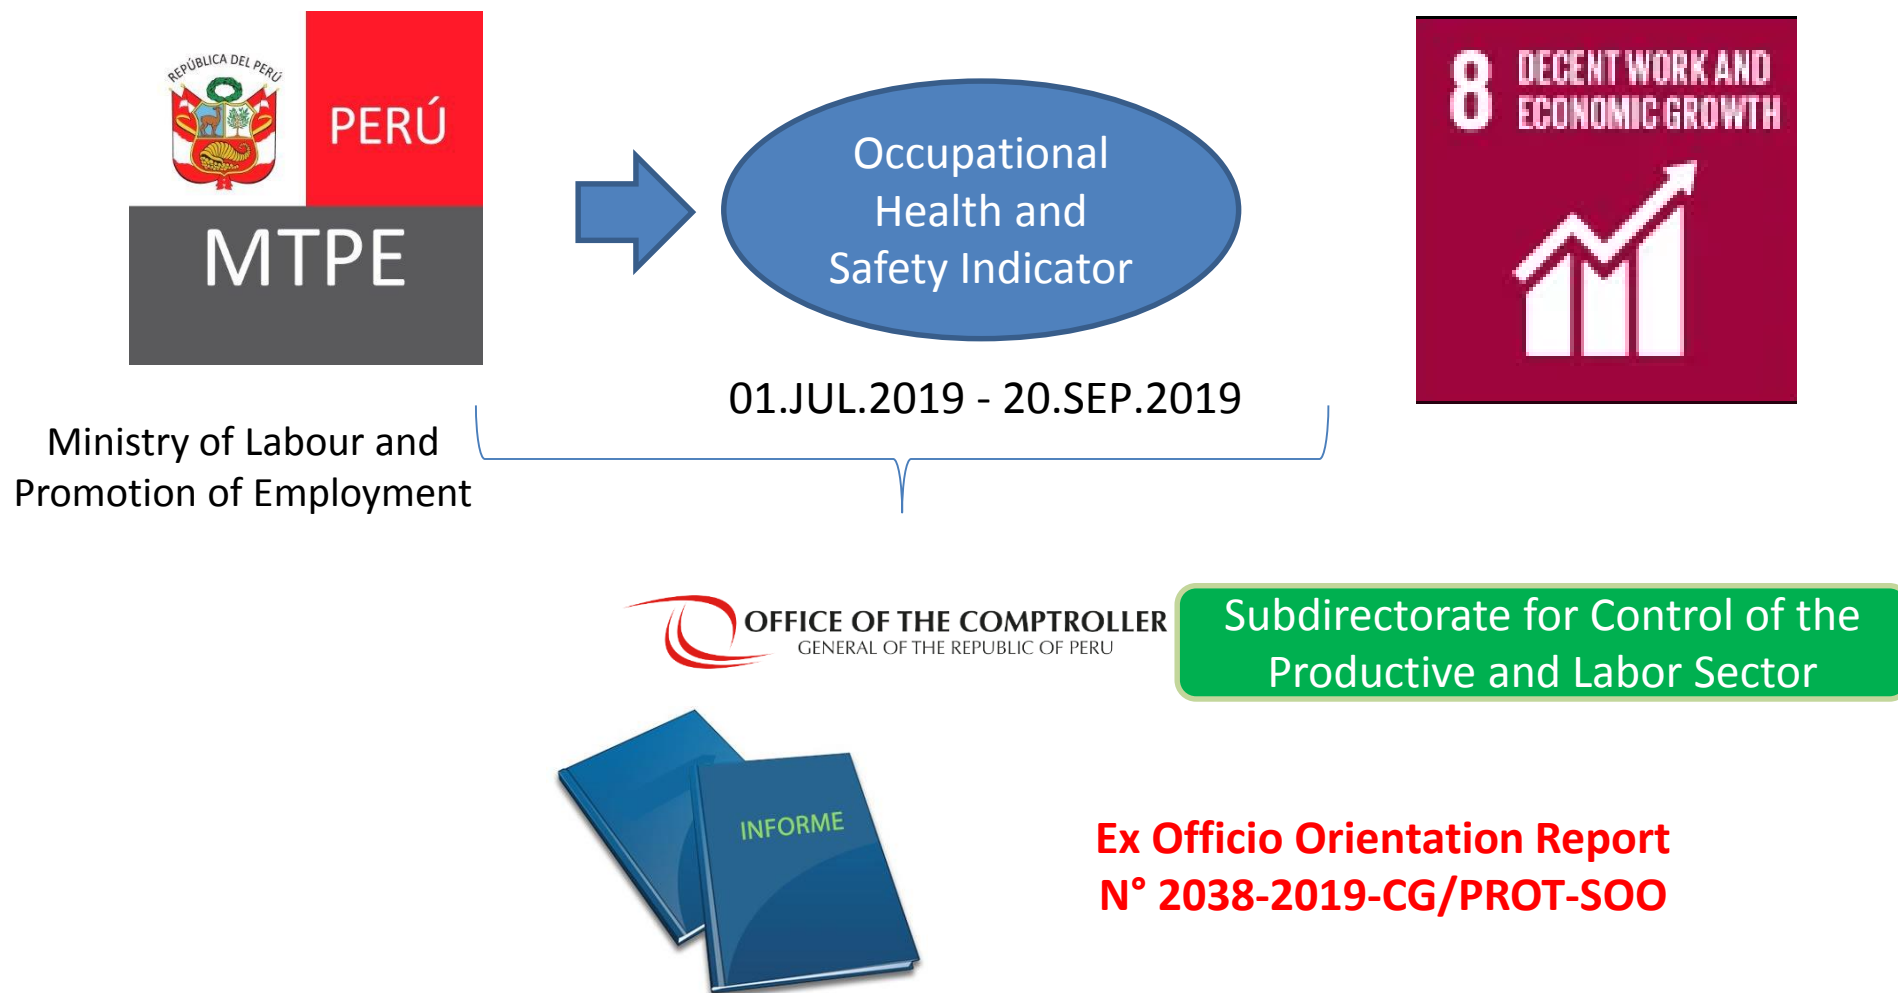 REPÚBLICA DEL PERÚ
PERÚ
MTPE
Ministry of Labour and
Promotion of Employment
Occupational
Health and
Safety Indicator
01.JUL.2019 - 20.SEP.2019
8 DECENT WORK AND
ECONOMIC GROWTH
OFFICE OF THE COMPTROLLER
GENERAL OF THE REPUBLIC OF PERU
Subdirectorate for Control of the
Productive and Labor Sector
INFORME
Ex Officio Orientation Report
N° 2038-2019-CG/PROT-SOO